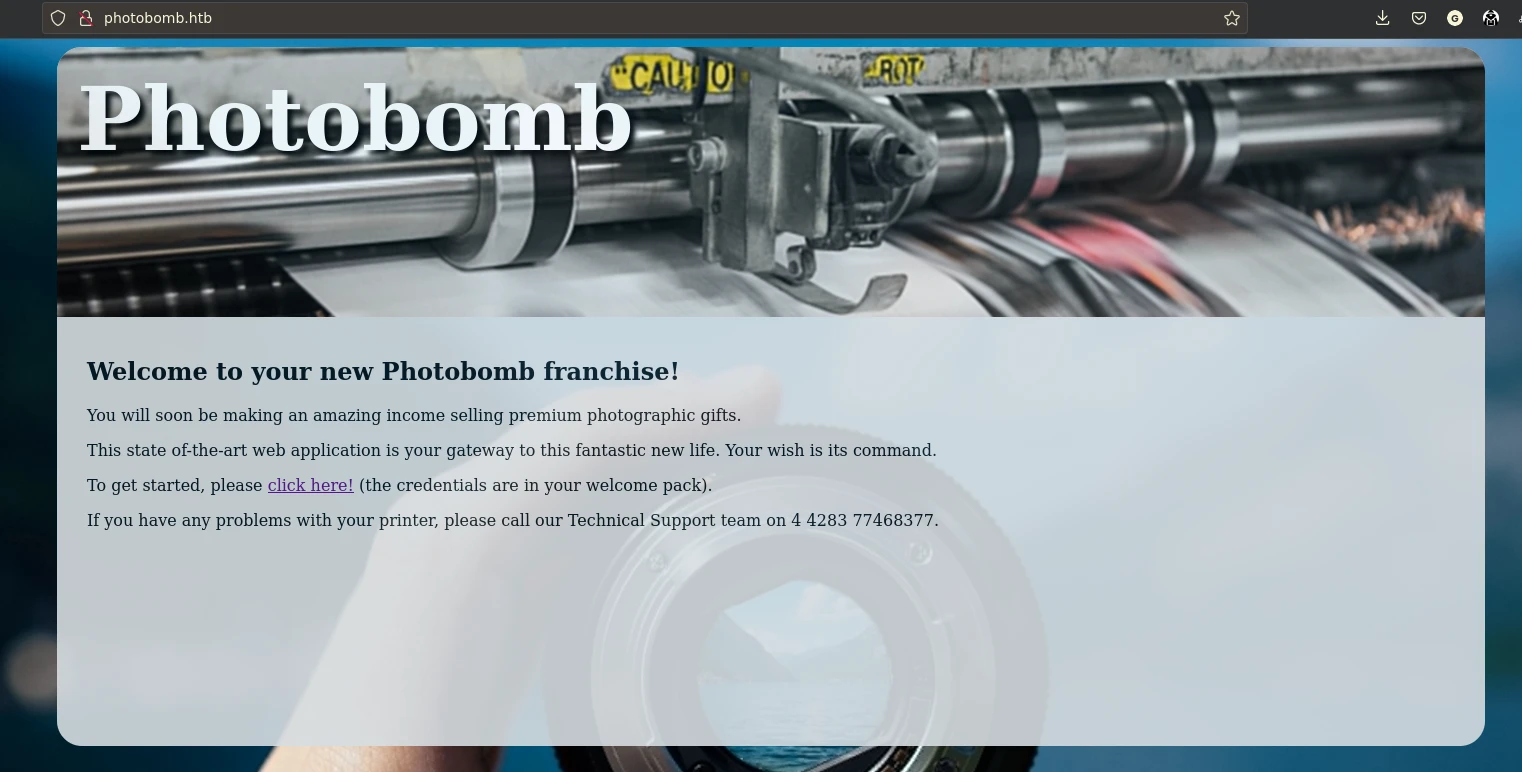 photobomb.htb
G
Photobomb
Welcome to your new Photobomb franchise!
You will soon be making an amazing income selling premium photographic gifts.
This state of-the-art web application is your gateway to this fantastic new life. Your wish is its command.
To get started, please click here! (the credentials are in your welcome pack).
If you have any problems with your printer, please call our Technical Support team on 4 4283 77468377.